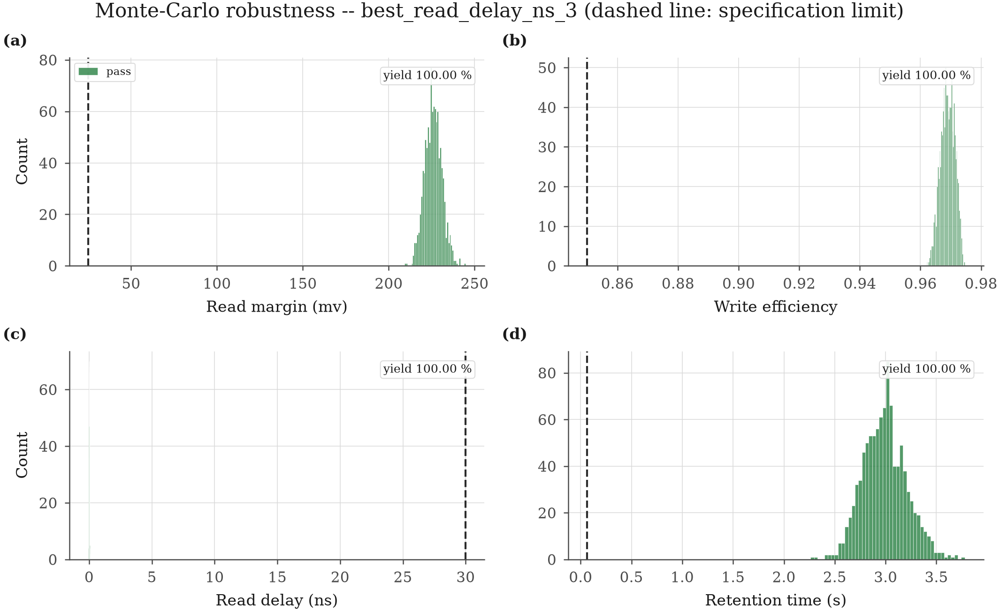 Monte-Carlo robustness -- best_read_delay_ns_3 (dashed line: specification limit)
(a)
pass
yield 100.00 %
80
60
40
20
0
Count
50 100 150 200 250
Read margin (mv)
(b)
yield 100.00 %
50
40
30
20
10
0
0.86 0.88 0.90 0.92 0.94 0.96 0.98
Write efficiency
(c)
yield 100.00 %
60
40
20
0
Count
0 5 10 15 20 25 30
Read delay (ns)
(d)
yield 100.00 %
80
60
40
20
0
0.0 0.5 1.0 1.5 2.0 2.5 3.0 3.5
Retention time (s)